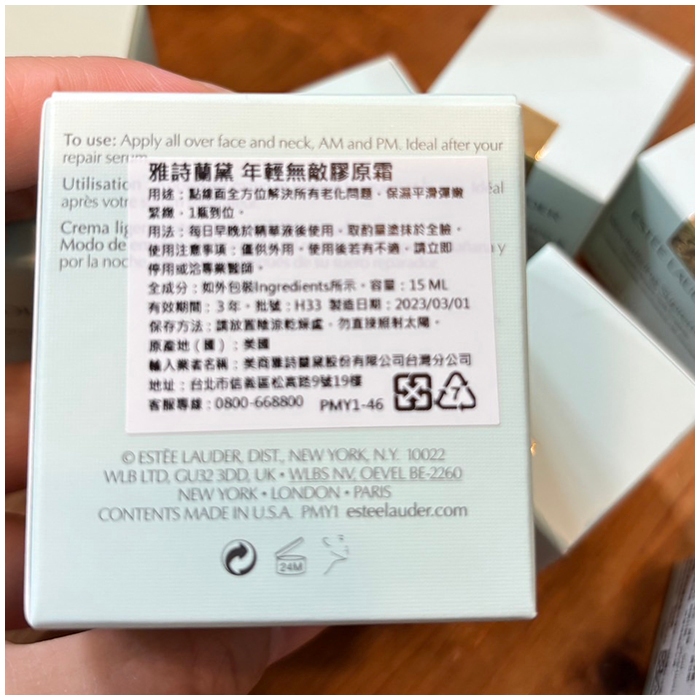 To use: Apply all over face and neck, AM and PM. Ideal after your
repair serum
雅詩蘭黛 年輕無敵膠原霜
用途：點線面全方位解決所有老化問題，保濕平滑彈嫩
緊緻，1瓶到位。
用法：每日早晚於精華液後使用，取酌量塗抹於全臉。
使用注意事項：僅供外用。使用後若有不適，請立即
停用或洽專業醫師。
全成分：如外包裝Ingredients所示。容量：15 ML
有效期間：3年。批號：H33 製造日期：2023/03/01
保存方法：請放置陰涼乾燥處，勿直接照射太陽。
原產地（國）：美國
輸入業者名稱：美商雅詩蘭黛股份有限公司台灣分公司
地址：台北市信義區松高路9號19樓
客服專線：0800-668800 PMY1-46
7
Utilisation
éal
après votre
Crema lige
Modo de
y
por la noche
© ESTĒE LAUDER, DIST., NEW YORK, N.Y. 10022
WLB LTD, GU32 3DD, UK • WLBS NV, OEVEL BE-2260
NEW YORK • LONDON • PARIS
CONTENTS MADE IN U.S.A. PMY1 esteelauder.com
24M